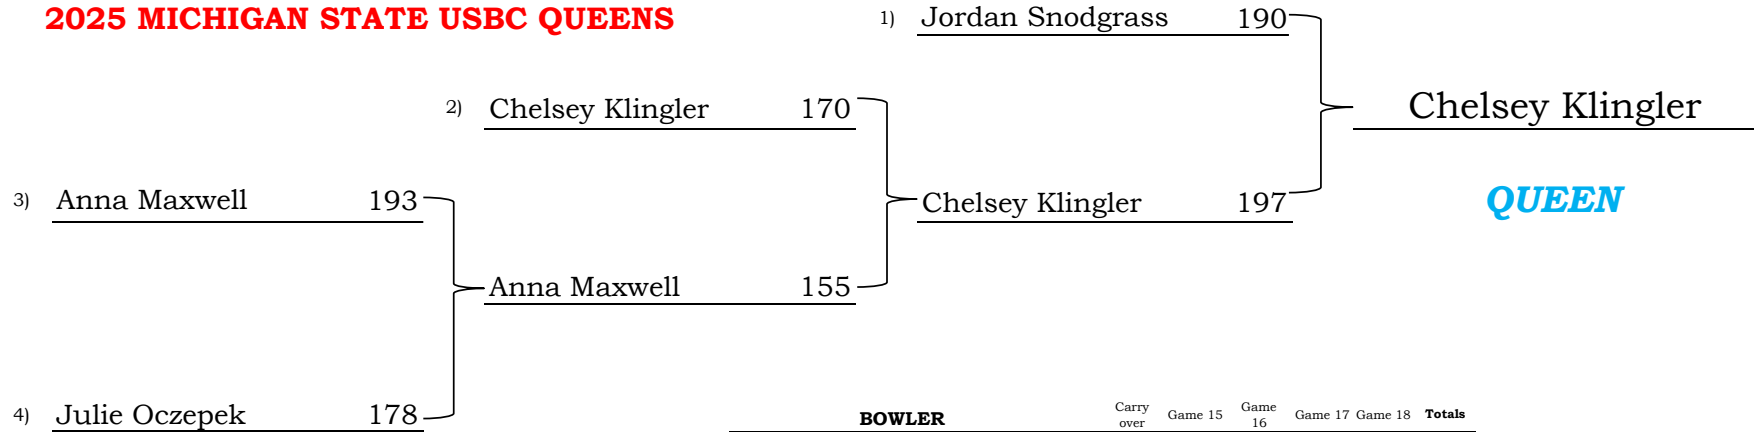 2025 MICHIGAN STATE USBC QUEENS
1) Jordan Snodgrass 190
2) Chelsey Klingler 170
Chelsey Klingler
3) Anna Maxwell 193
Chelsey Klingler 197
QUEEN
Anna Maxwell 155
4) Julie Oczepek 178
BOWLER Carry over Game 15 Game 16 Game 17 Game 18 Totals